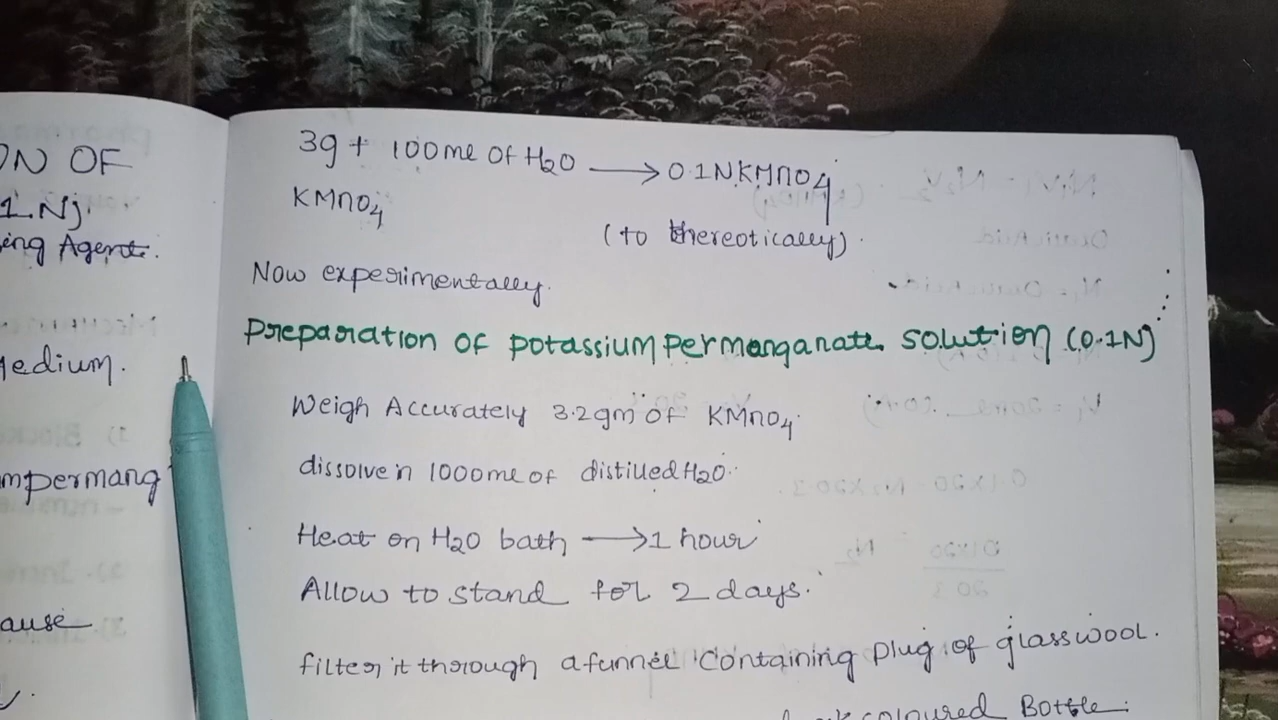 ON OF
1.N).
ing Agent.
edium.
mpermang
ause
3g + 100ml of H2O → 0.1N KMnO4
KMnO4
(to thereotically).
Now experimentally.
Preparation of potassium permanganate solution (0.1N)
Weigh Accurately 3.2gm of KMnO4
dissolve n 1000ml of distilled H2O.
Heat on H2O bath → 1 hour
Allow to stand for 2 days.
filter it thorough a funnel Containing plug of glasswool.
coloured Bottle.